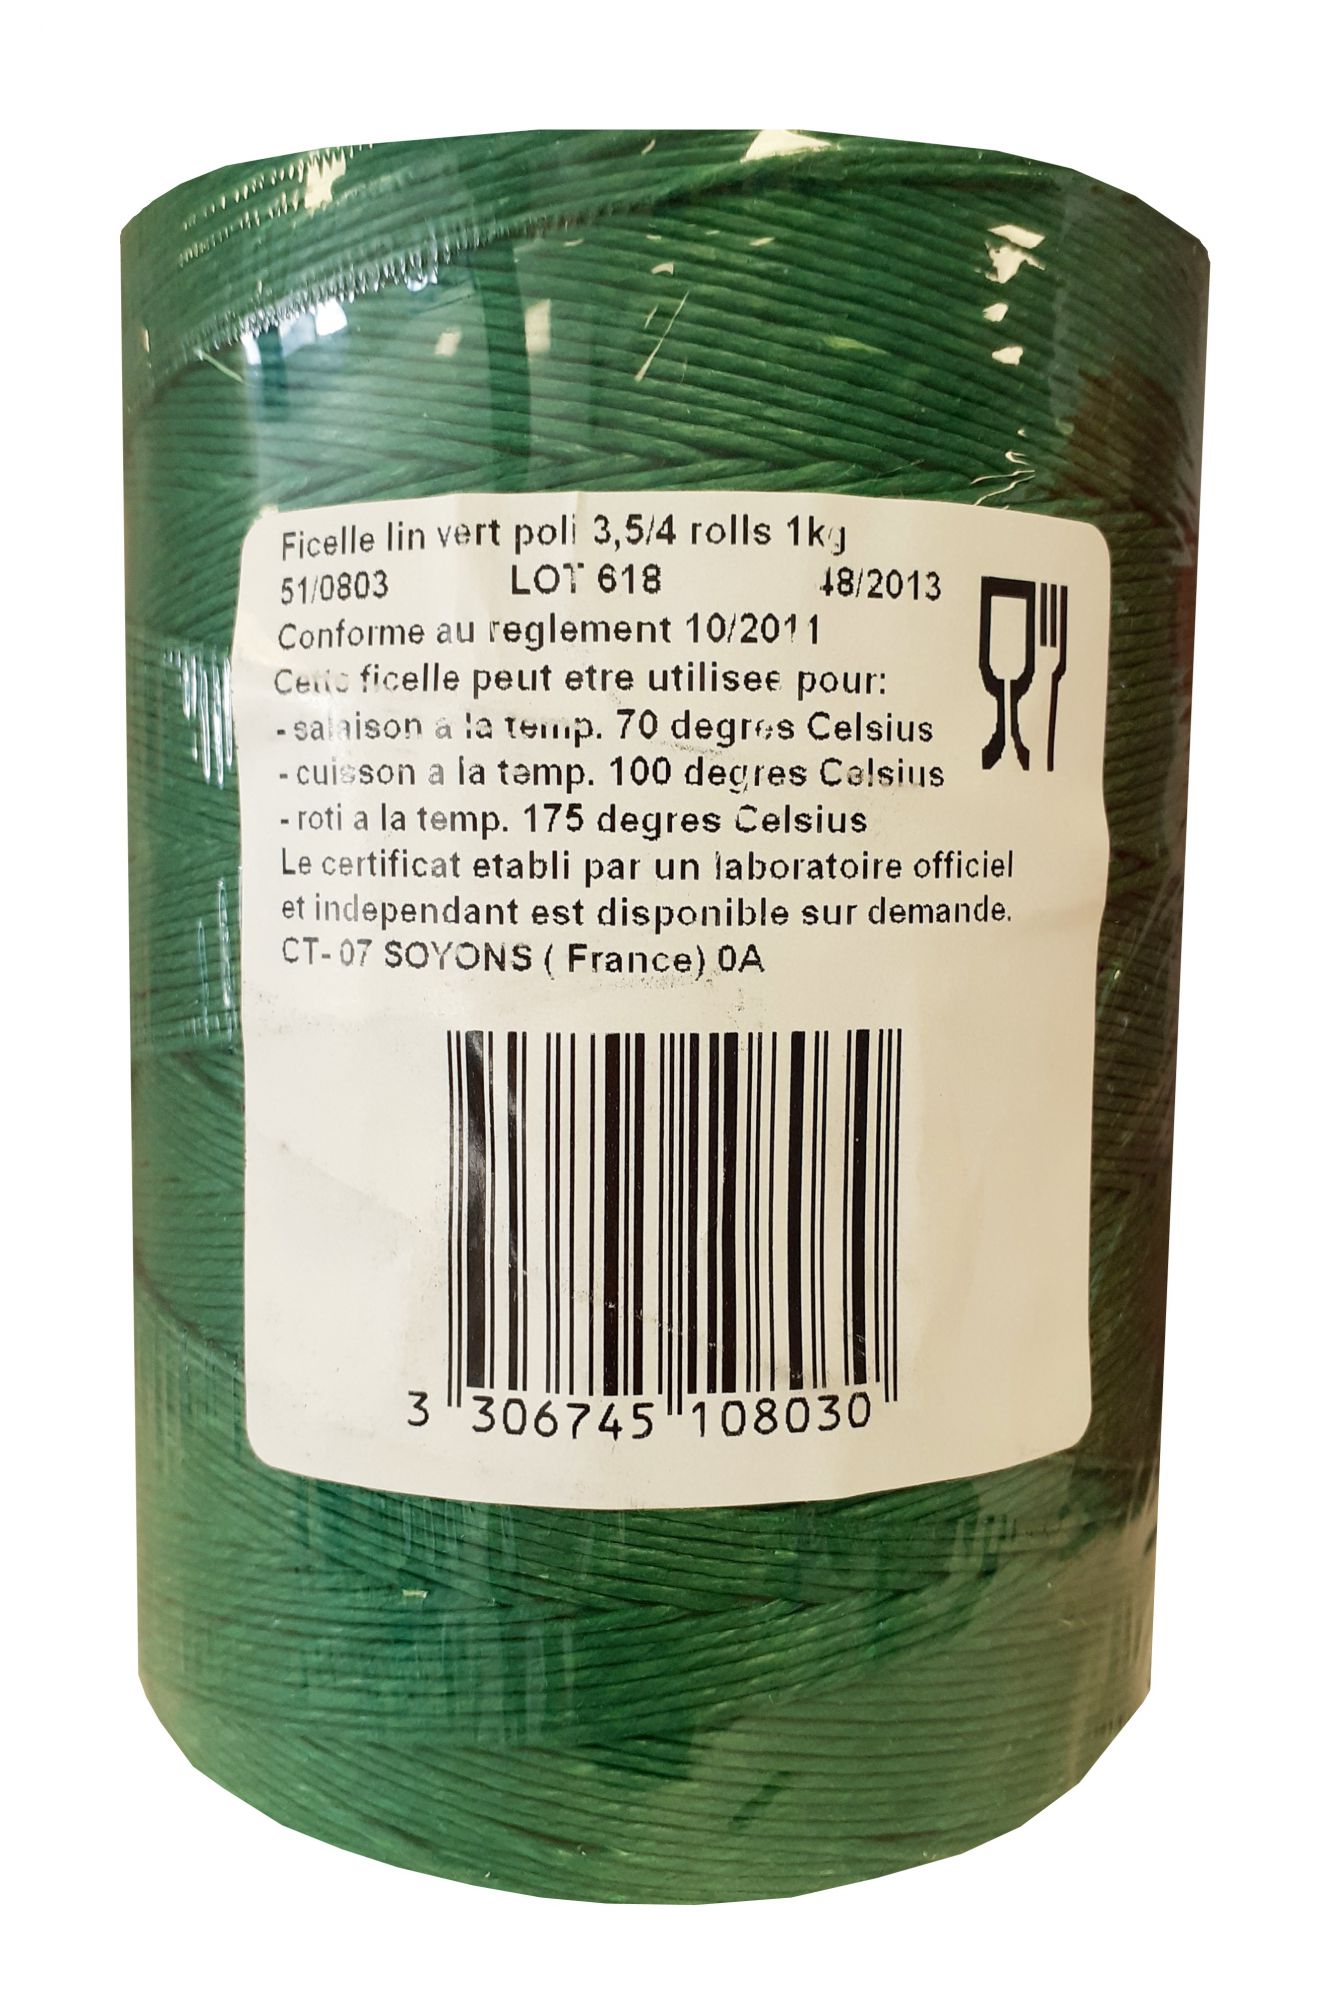 Ficelle lin vert poli 3,5/4 rolls 1kg
51/0803 LOT 618 48/2013
Conforme au reglement 10/2011
Cette ficelle peut etre utilisee pour:
- salaison a la temp. 70 degres Celsius
- cuisson a la temp. 100 degres Celsius
- roti a la temp. 175 degres Celsius
Le certificat etabli par un laboratoire officiel
et independant est disponible sur demande.
CT- 07 SOYONS ( France) 0A
3 306745 108030